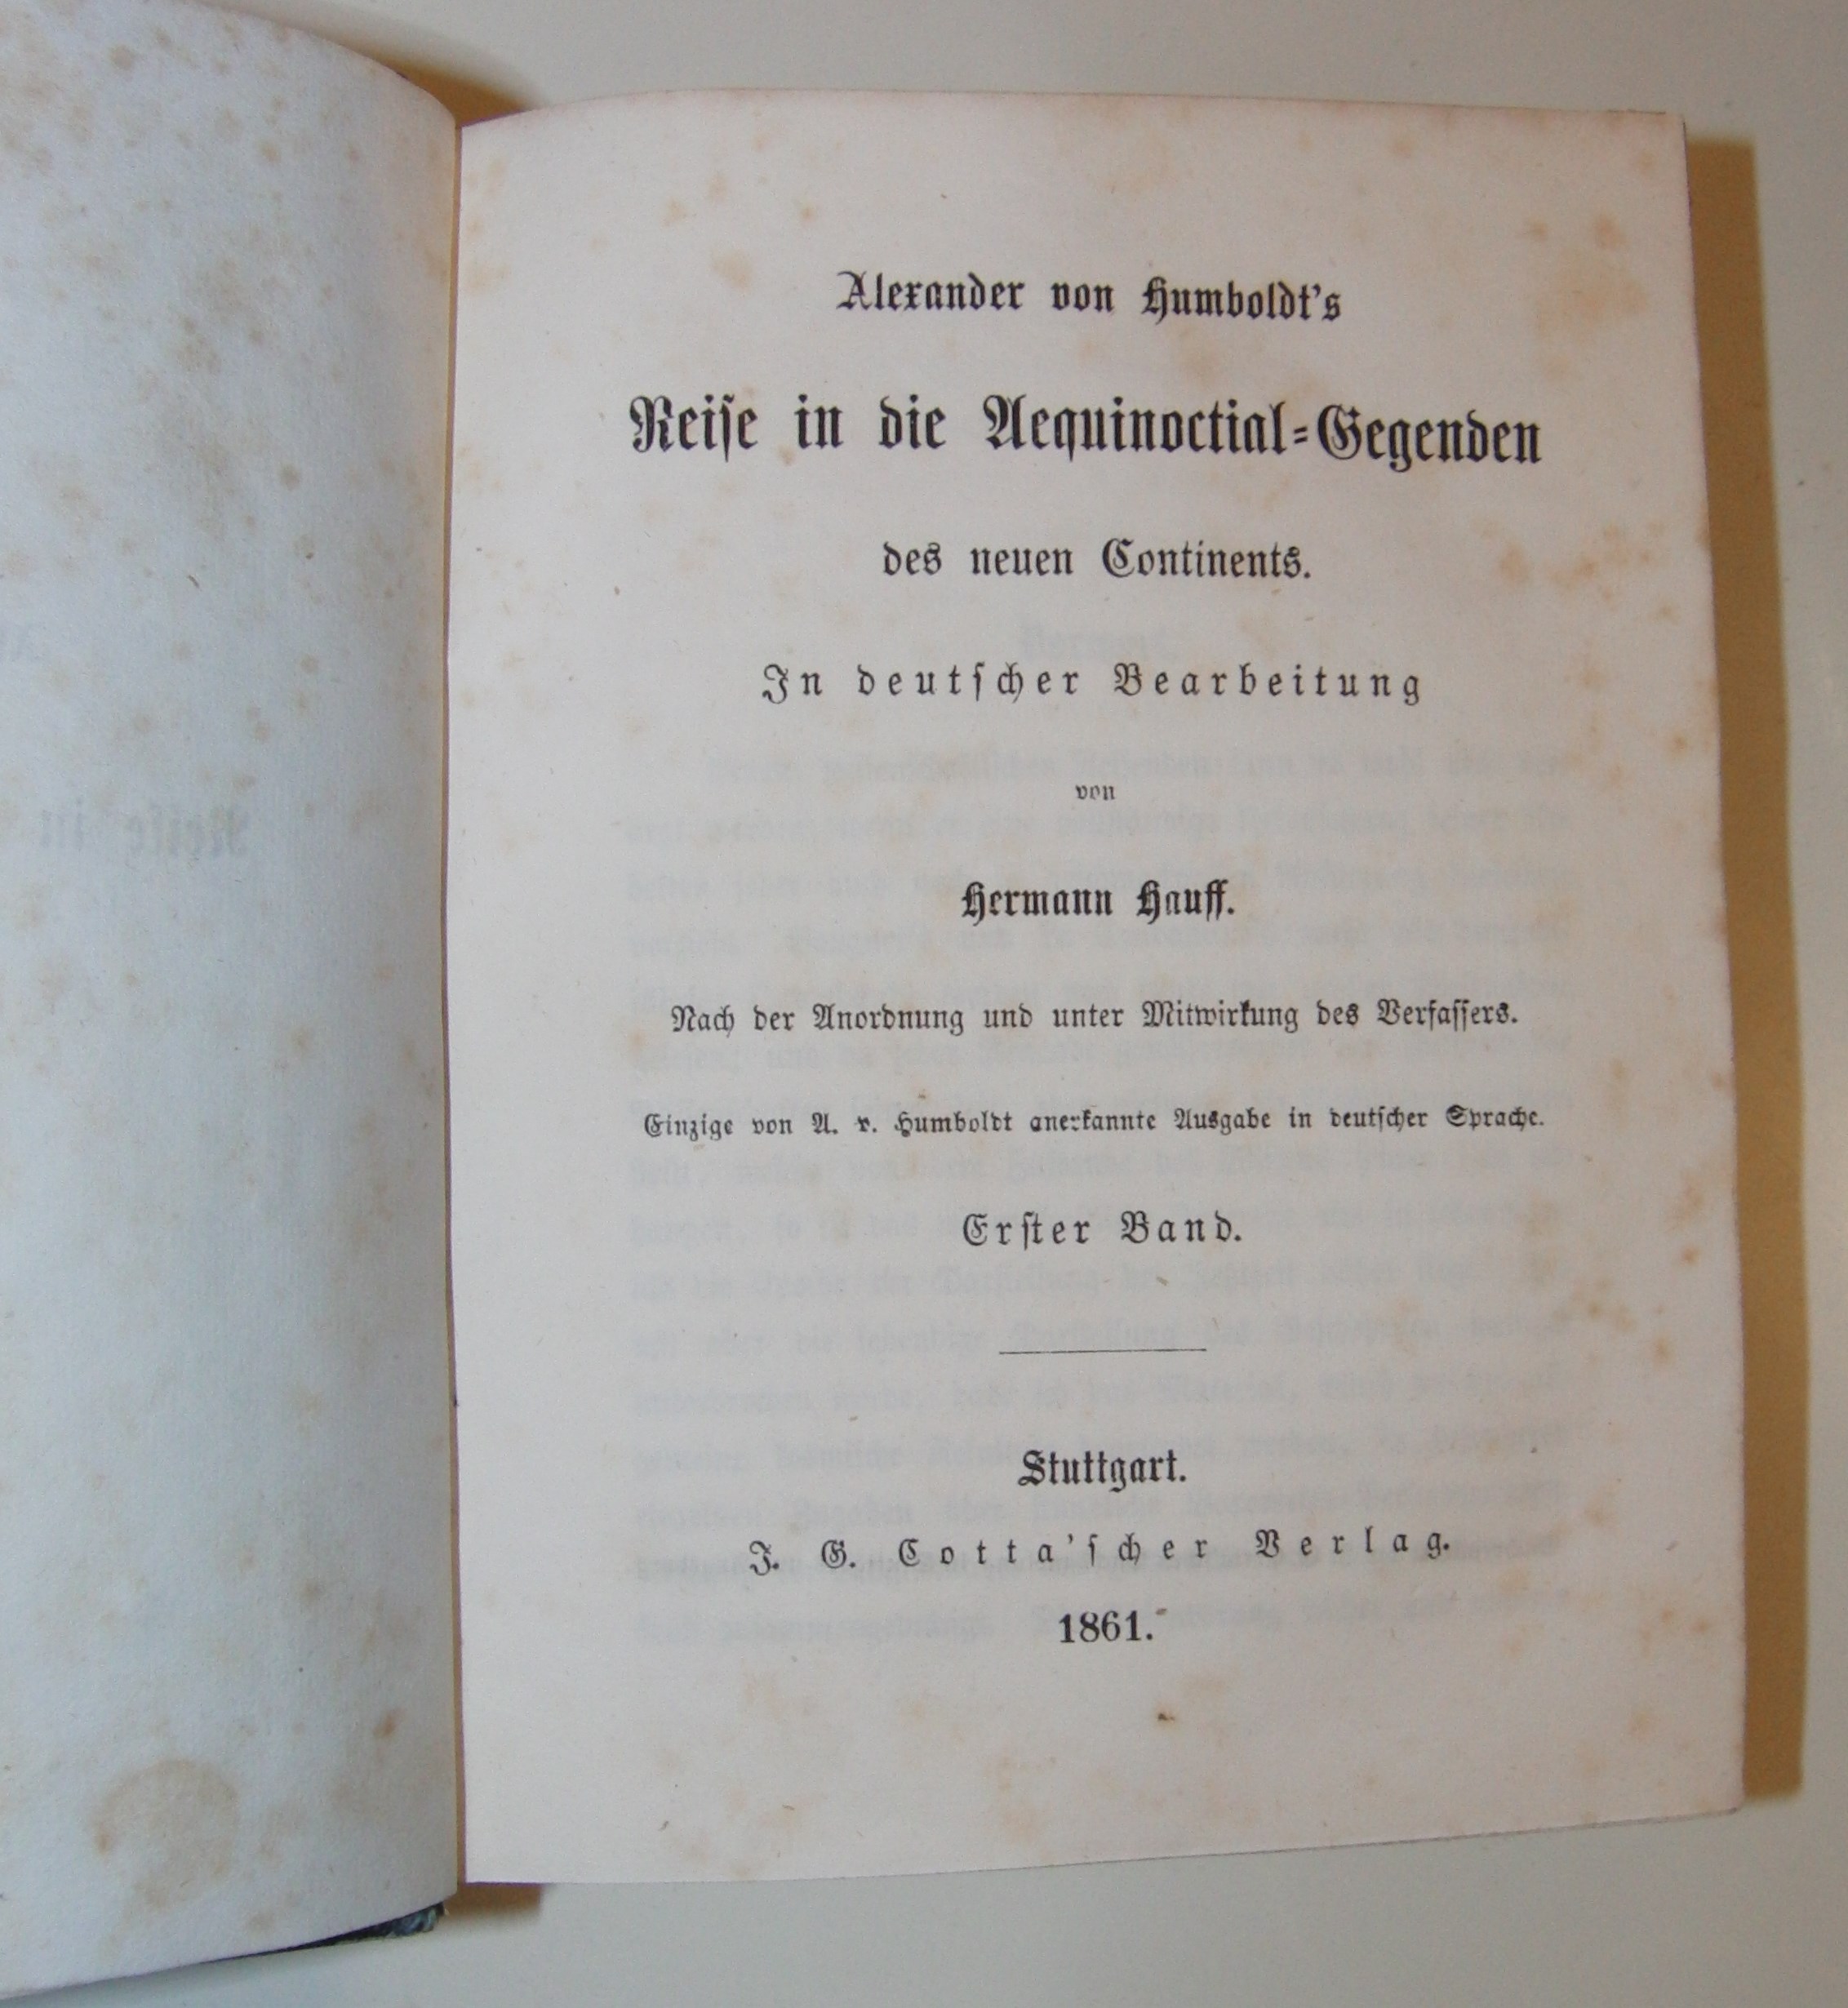 Alexander von Humboldt's
Reise in die Aequinoctial-Gegenden
des neuen Continents.
In deutscher Bearbeitung
von
Hermann Hauff.
Nach der Anordnung und unter Mitwirkung des Verfassers.
Einzige von A. v. Humboldt anerkannte Ausgabe in deutscher Sprache.
Erster Band.
Stuttgart.
J. G. Cotta'scher Verlag.
1861.